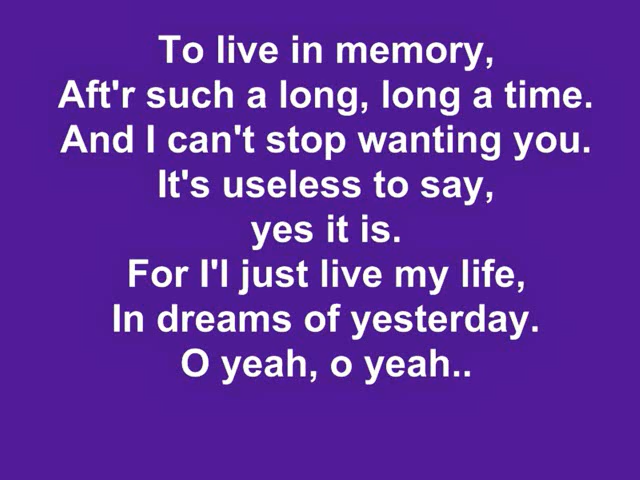 To live in memory,
Aft'r such a long, long a time.
And I can't stop wanting you.
It's useless to say,
yes it is.
For I'l just live my life,
In dreams of yesterday.
O yeah, o yeah..